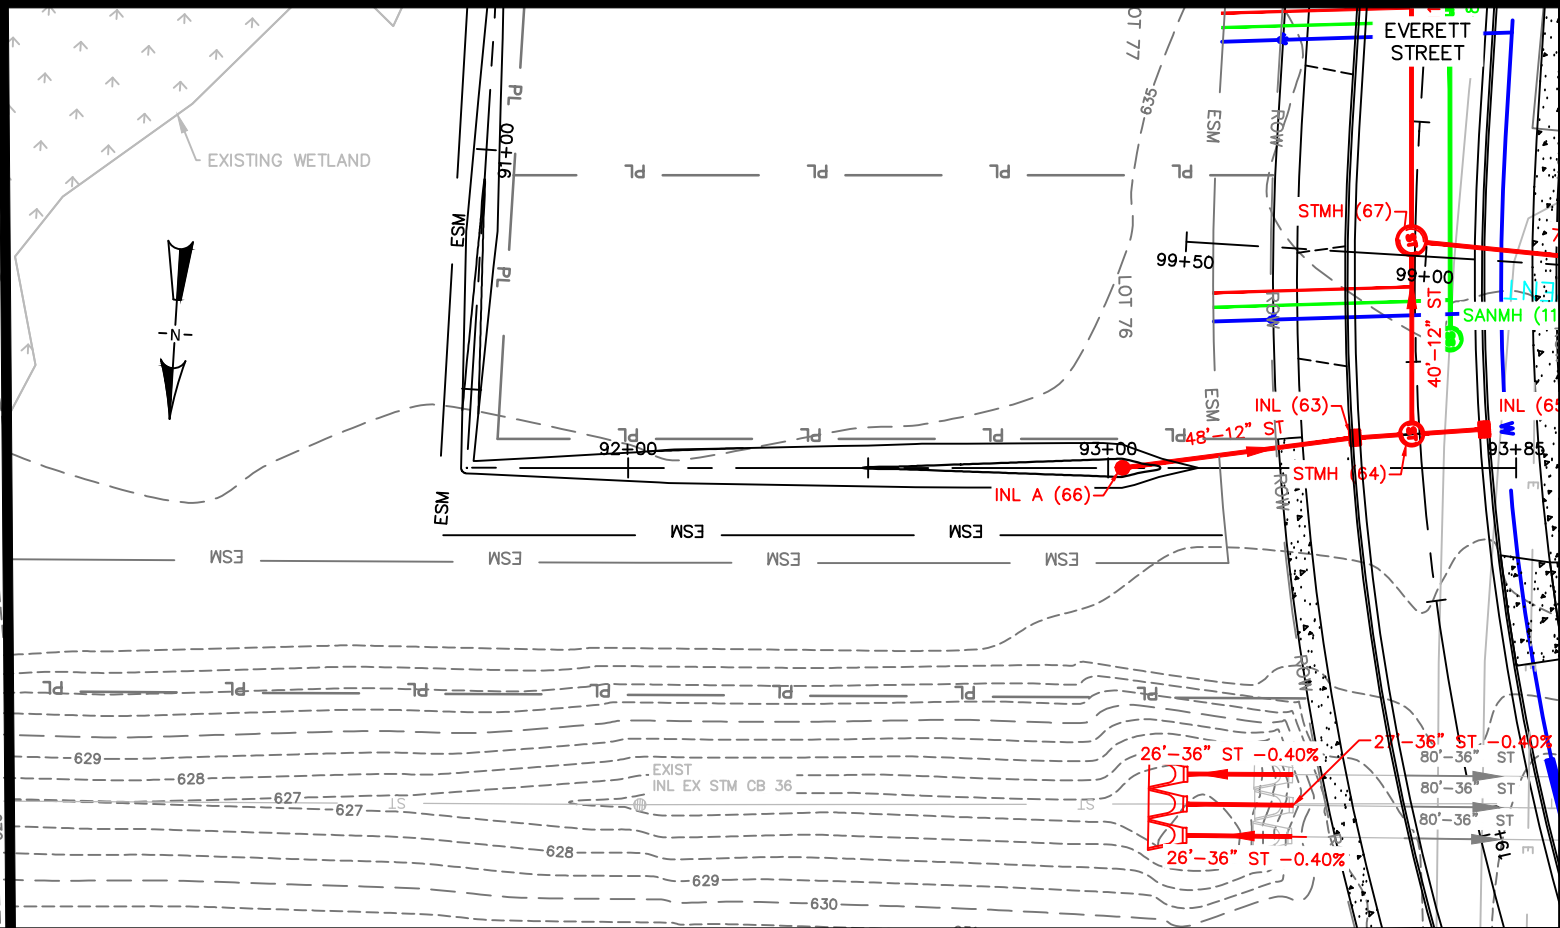 EVERETT
STREET
LOT 77
635
PL
91+00
ESM
ROW
EXISTING WETLAND
PL
PL
PL
PL
STMH (67)
ESM
99+50
99+00
PL
LOT 76
ROW
40'-12" ST
SANMH (11
N
ESM
INL (63)
INL (65
48'-12" ST
W
PL
PL
PL
PL
92+00
93+00
93+85
STMH (64)
INL A (66)
ROW
E
ESM
ESM
ESM
ESM
ESM
ESM
ESM
ROW
PL
PL
PL
PL
PL
PL
PL
26'-36" ST -0.40%
27'-36" ST -0.40%
80'-36" ST
80'-36" ST
80'-36" ST
629
628
627
627
EXIST
INL EX STM CB 36
ST
ST
26'-36" ST -0.40%
628
629
630
E